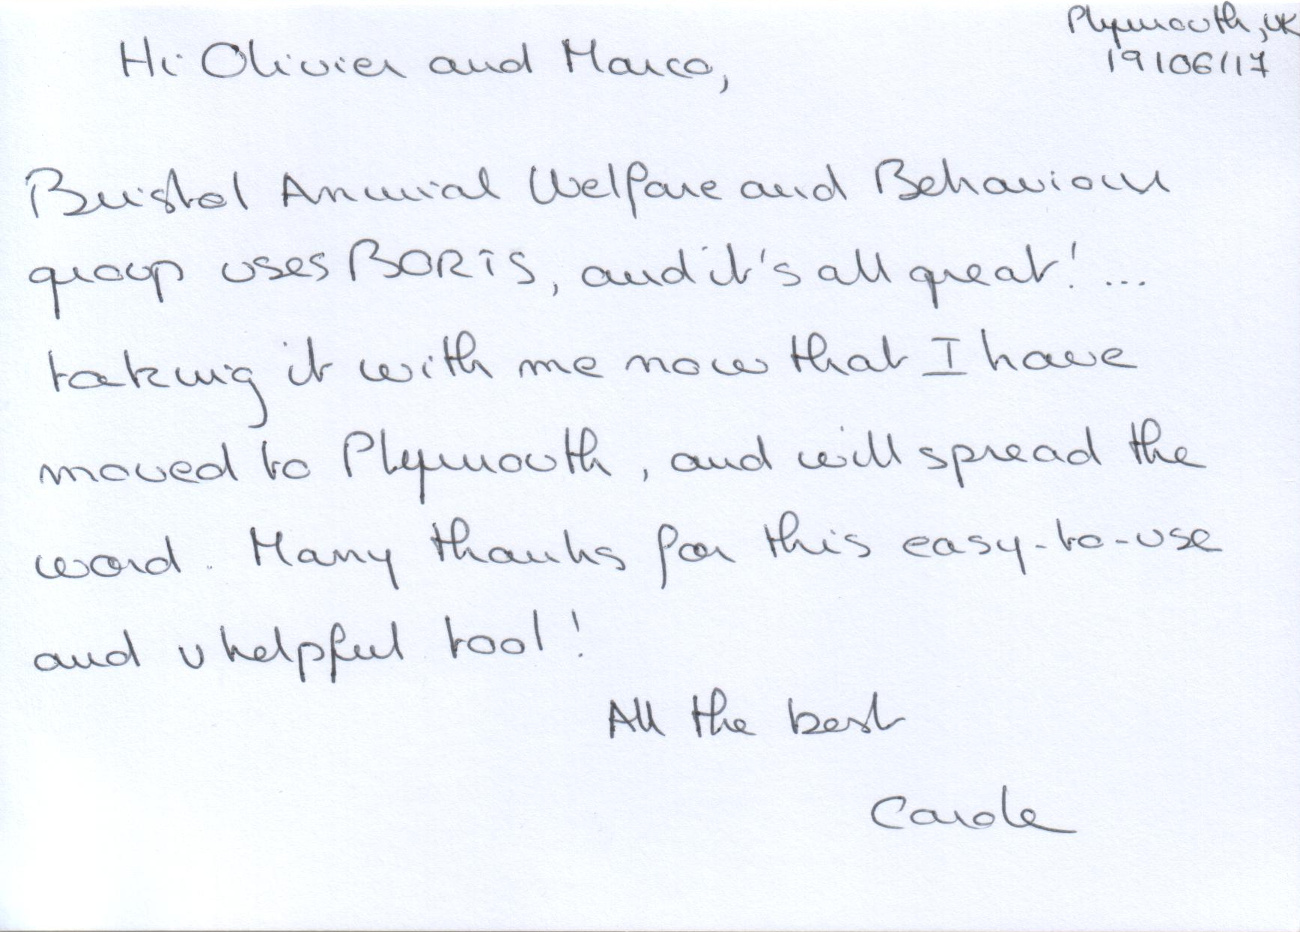 Plymouth, UK
19/06/17
Hi Olivier and Marco,
Bristol Animal Welfare and Behaviour
group uses BORIS, and it's all great! ...
taking it with me now that I have
moved to Plymouth, and will spread the
word. Many thanks for this easy-to-use
and v helpful tool!
All the best
Carole